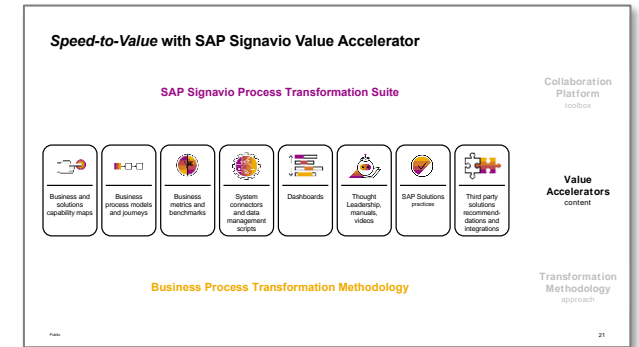 Speed-to-Value with SAP Signavio Value Accelerator
SAP Signavio Process Transformation Suite
Collaboration
Platform
toolbox
Business and
solutions
capability maps
Business
process models
and journeys
Business
metrics and
benchmarks
System
connectors
and data
management
scripts
Dashboards
Thought
Leadership,
manuals,
videos
SAP Solutions
practices
Third party
solutions
recommend-
dations and
integrations
Value
Accelerators
content
Business Process Transformation Methodology
Transformation
Methodology
approach
Public
21